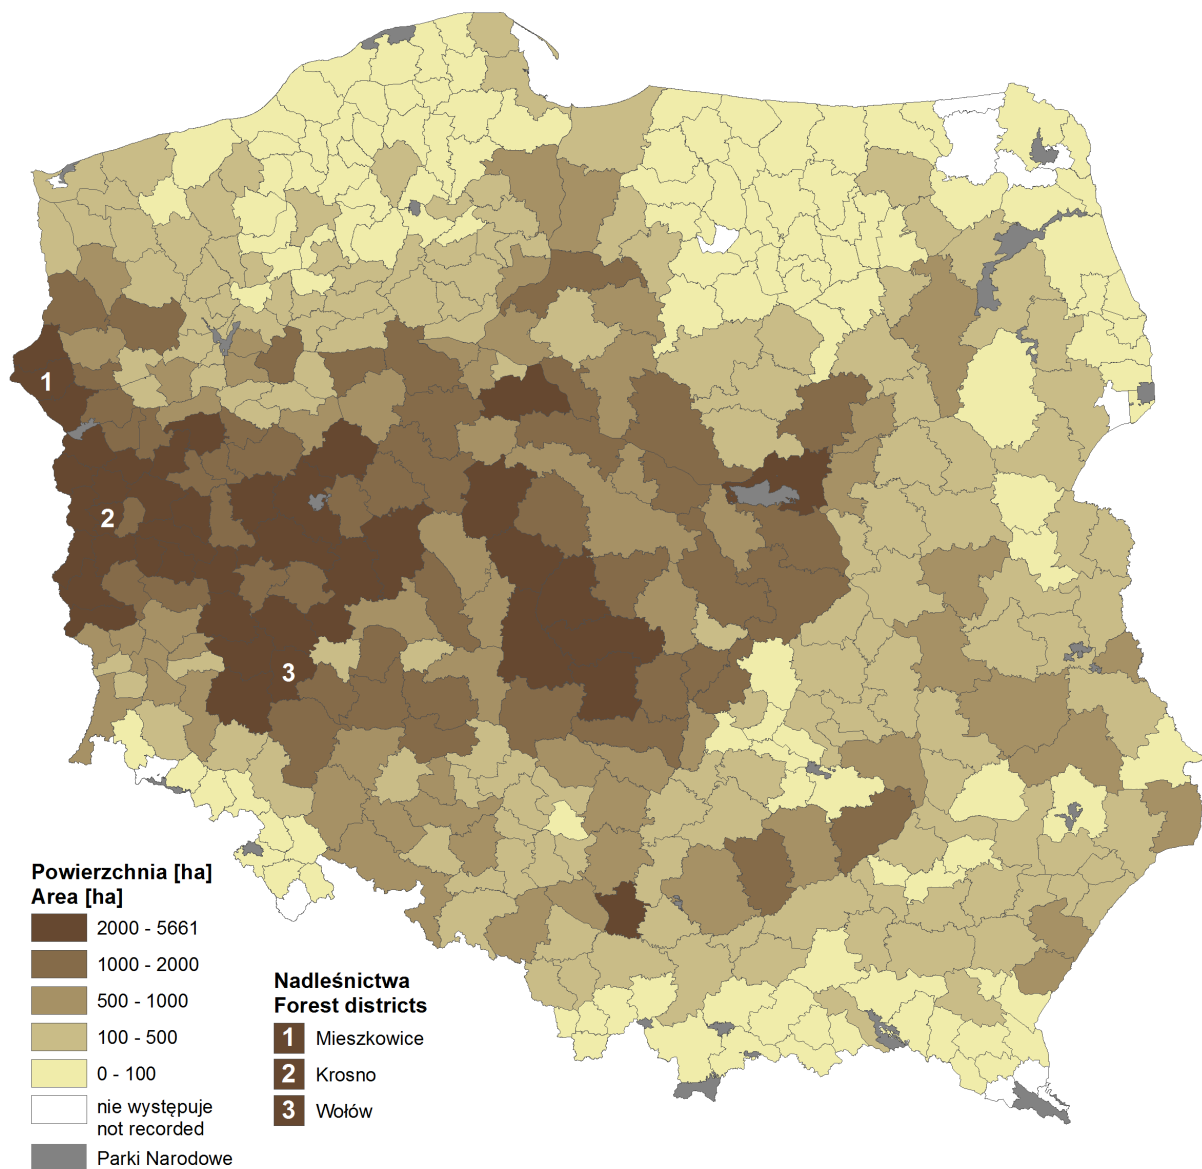 1
2
3
Powierzchnia [ha]
Area [ha]
2000 - 5661
1000 - 2000
500 - 1000
100 - 500
0 - 100
nie występuje
not recorded
Parki Narodowe
Nadleśnictwa
Forest districts
1 Mieszkowice
2 Krosno
3 Wołów